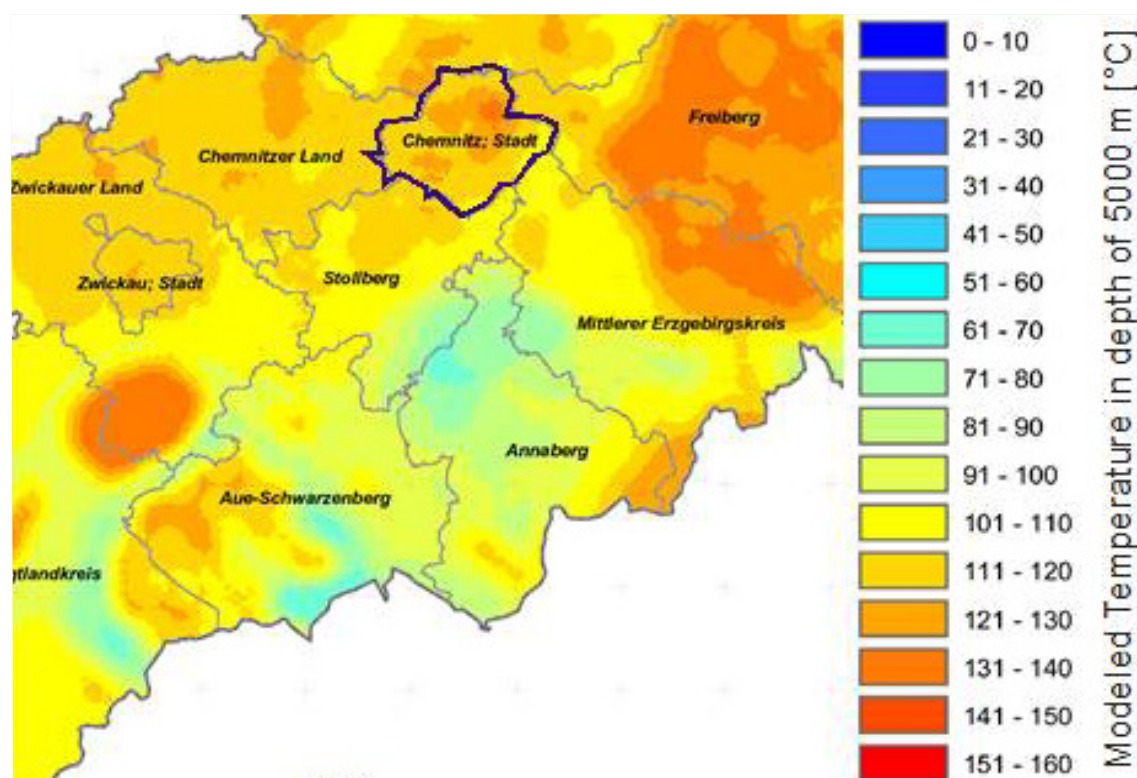 Freiberg
Chemnitz; Stadt
Chemnitzer Land
Zwickauer Land
Zwickau; Stadt
Stollberg
Mittlerer Erzgebirgskreis
Annaberg
Aue-Schwarzenberg
gtlandkreis
0 - 10
11 - 20
21 - 30
31 - 40
41 - 50
51 - 60
61 - 70
71 - 80
81 - 90
91 - 100
101 - 110
111 - 120
121 - 130
131 - 140
141 - 150
151 - 160
Modeled Temperature in depth of 5000 m [°C]